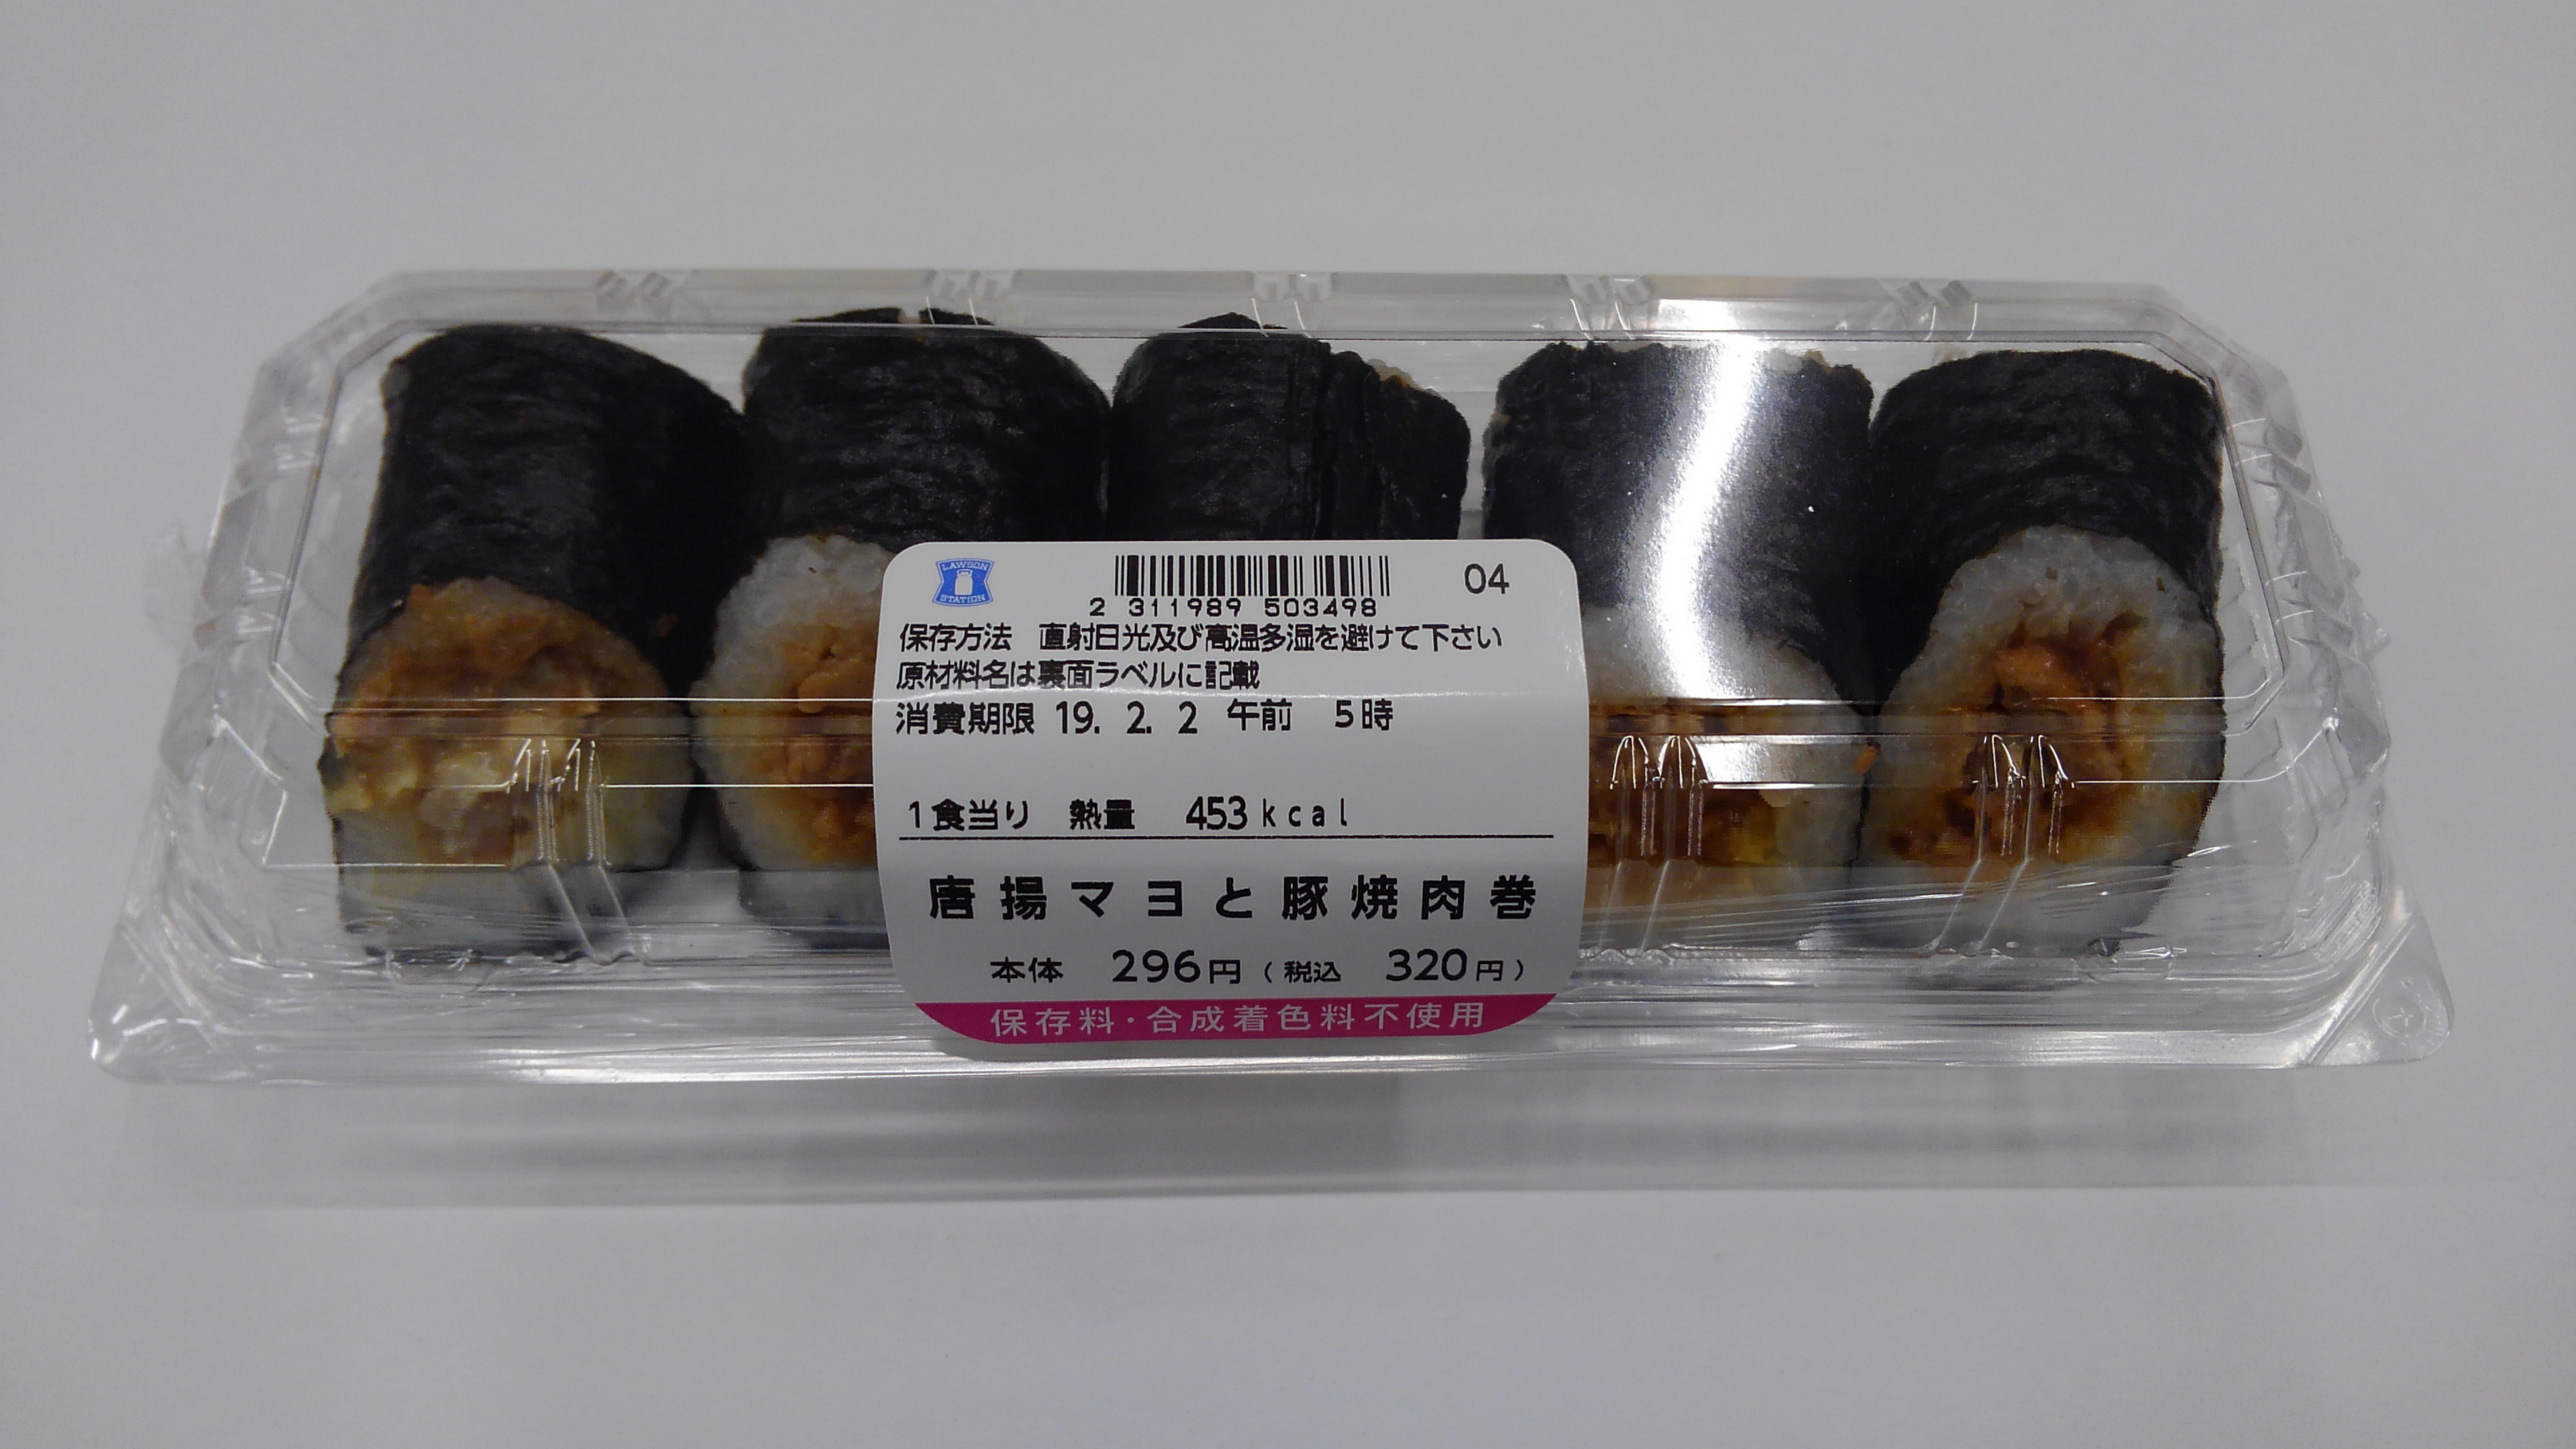 LAWSON
STATION
04
2 311989 503498
保存方法 直射日光及び高温多湿を避けて下さい
原材料名は裏面ラベルに記載
消費期限 19. 2. 2 午前 5時
1食当り 熱量 453kcal
唐揚マヨと豚焼肉巻
本体 296円(税込 320円)
保存料・合成着色料不使用